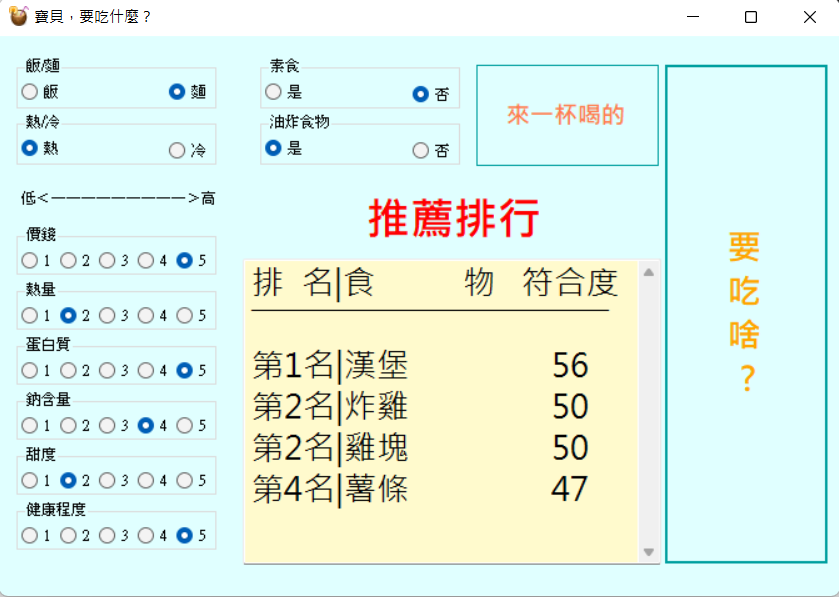 寶貝，要吃什麼？
飯/麵
飯 麵
素食
是 否
熱/冷
熱 冷
油炸食物
是 否
來一杯喝的
低<—————————>高
價錢
1 2 3 4 5
熱量
1 2 3 4 5
蛋白質
1 2 3 4 5
鈉含量
1 2 3 4 5
甜度
1 2 3 4 5
健康程度
1 2 3 4 5
推薦排行
排 名|食 物 符合度
第1名|漢堡 56
第2名|炸雞 50
第2名|雞塊 50
第4名|薯條 47
要
吃
啥
？